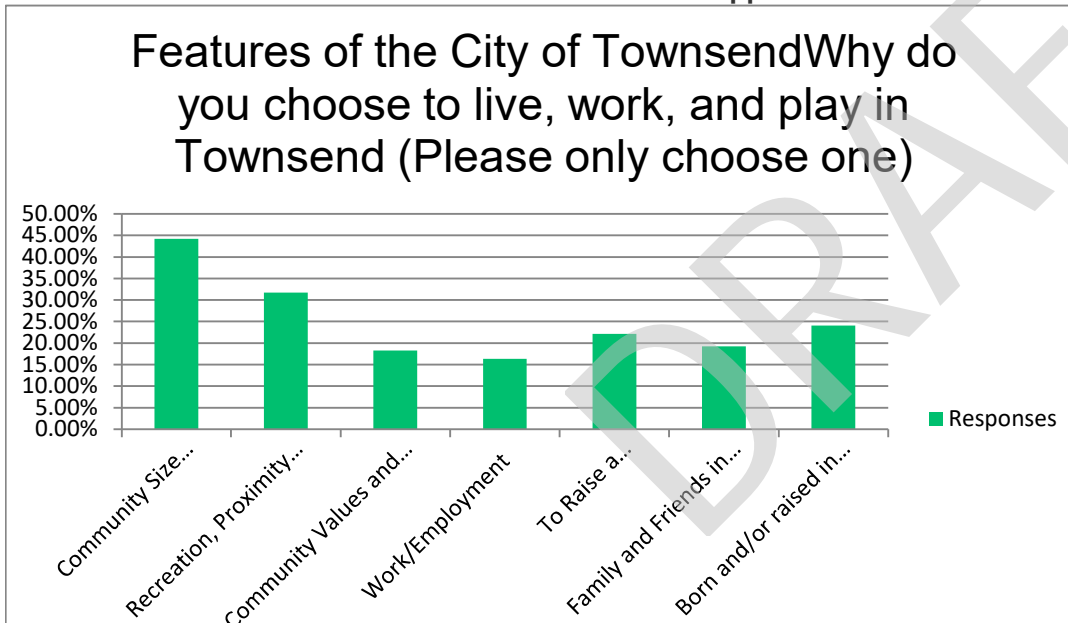 Features of the City of TownsendWhy do
you choose to live, work, and play in
Townsend (Please only choose one)
50.00%
45.00%
40.00%
35.00%
30.00%
25.00%
20.00%
15.00%
10.00%
5.00%
0.00%
Community Size...
Recreation, Proximity...
Community Values and...
Work/Employment
To Raise a...
Family and Friends in...
Born and/or raised in...
Responses